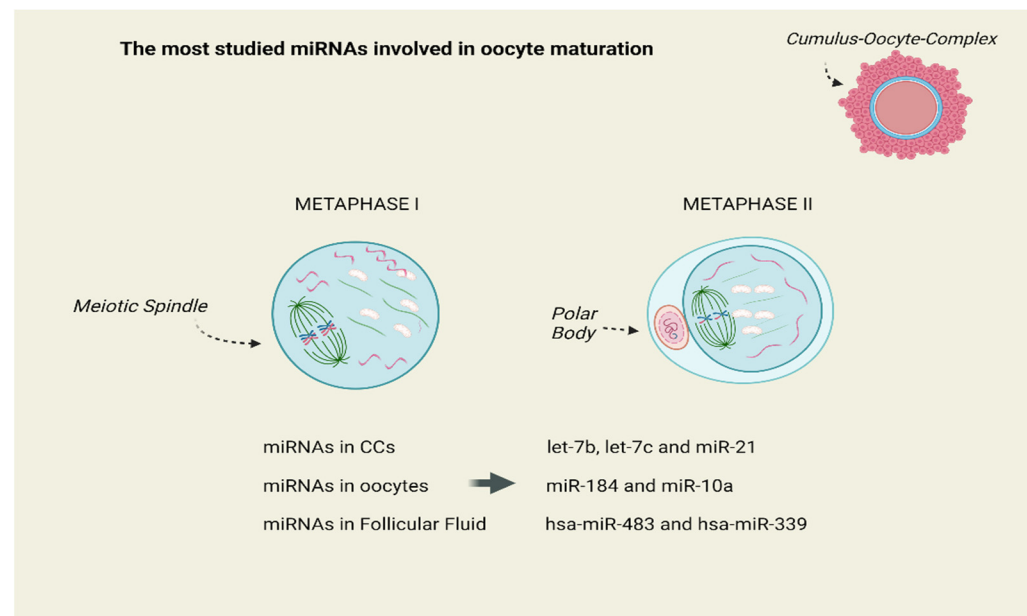 The most studied miRNAs involved in oocyte maturation
Cumulus-Oocyte-Complex
METAPHASE I
METAPHASE II
Meiotic Spindle
Polar
Body
miRNAs in CCs
let-7b, let-7c and miR-21
miRNAs in oocytes
miR-184 and miR-10a
miRNAs in Follicular Fluid
hsa-miR-483 and hsa-miR-339